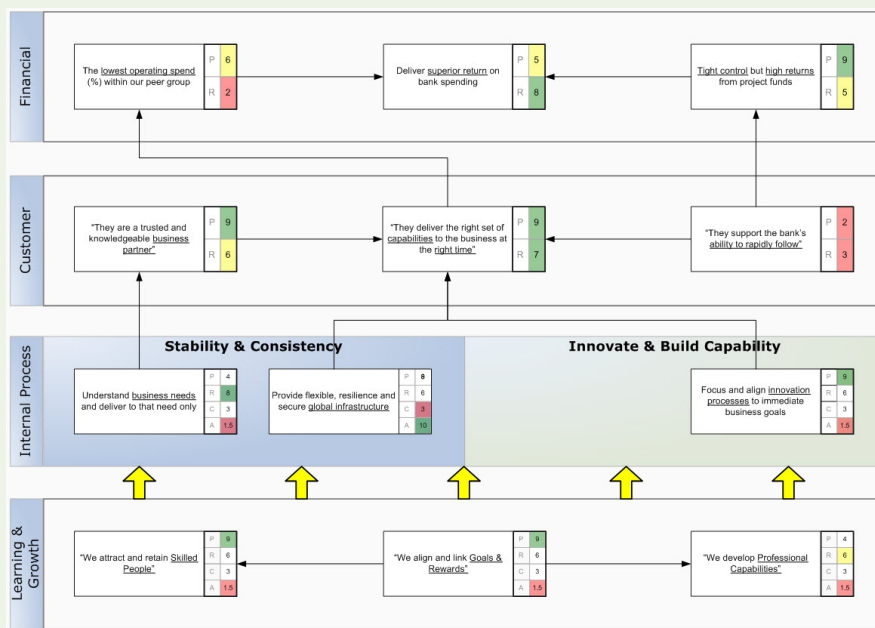 Financial
The lowest operating spend
(%) within our peer group
P 6
R 2
Deliver superior return on
bank spending
P 5
R 8
Tight control but high returns
from project funds
P 9
R 5
Customer
"They are a trusted and
knowledgeable business
partner"
P 9
R 6
"They deliver the right set of
capabilities to the business at
the right time"
P 9
R 7
"They support the bank's
ability to rapidly follow"
P 2
R 3
Internal Process
Stability & Consistency
Innovate & Build Capability
Understand business needs
and deliver to that need only
P 4
R 8
C 3
A 1.5
Provide flexible, resilience and
secure global infrastructure
P
R 6
C 3
A 10
Focus and align innovation
processes to immediate
business goals
P 9
R 6
C 3
A 1.5
Learning &
Growth
"We attract and retain Skilled
People"
P 9
R 6
C 3
A 1.5
"We align and link Goals &
Rewards"
P 9
R 6
C 3
A 1.5
"We develop Professional
Capabilities"
P 4
R 6
C 3
A 1.5